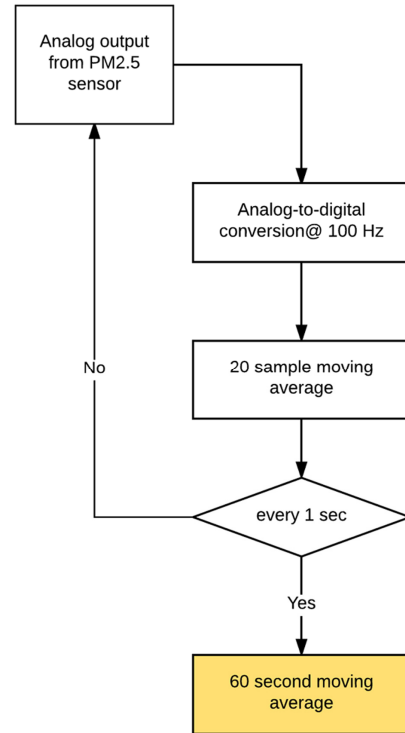 Analog output
from PM2.5
sensor
Analog-to-digital
conversion@ 100 Hz
20 sample moving
average
No
every 1 sec
Yes
60 second moving
average